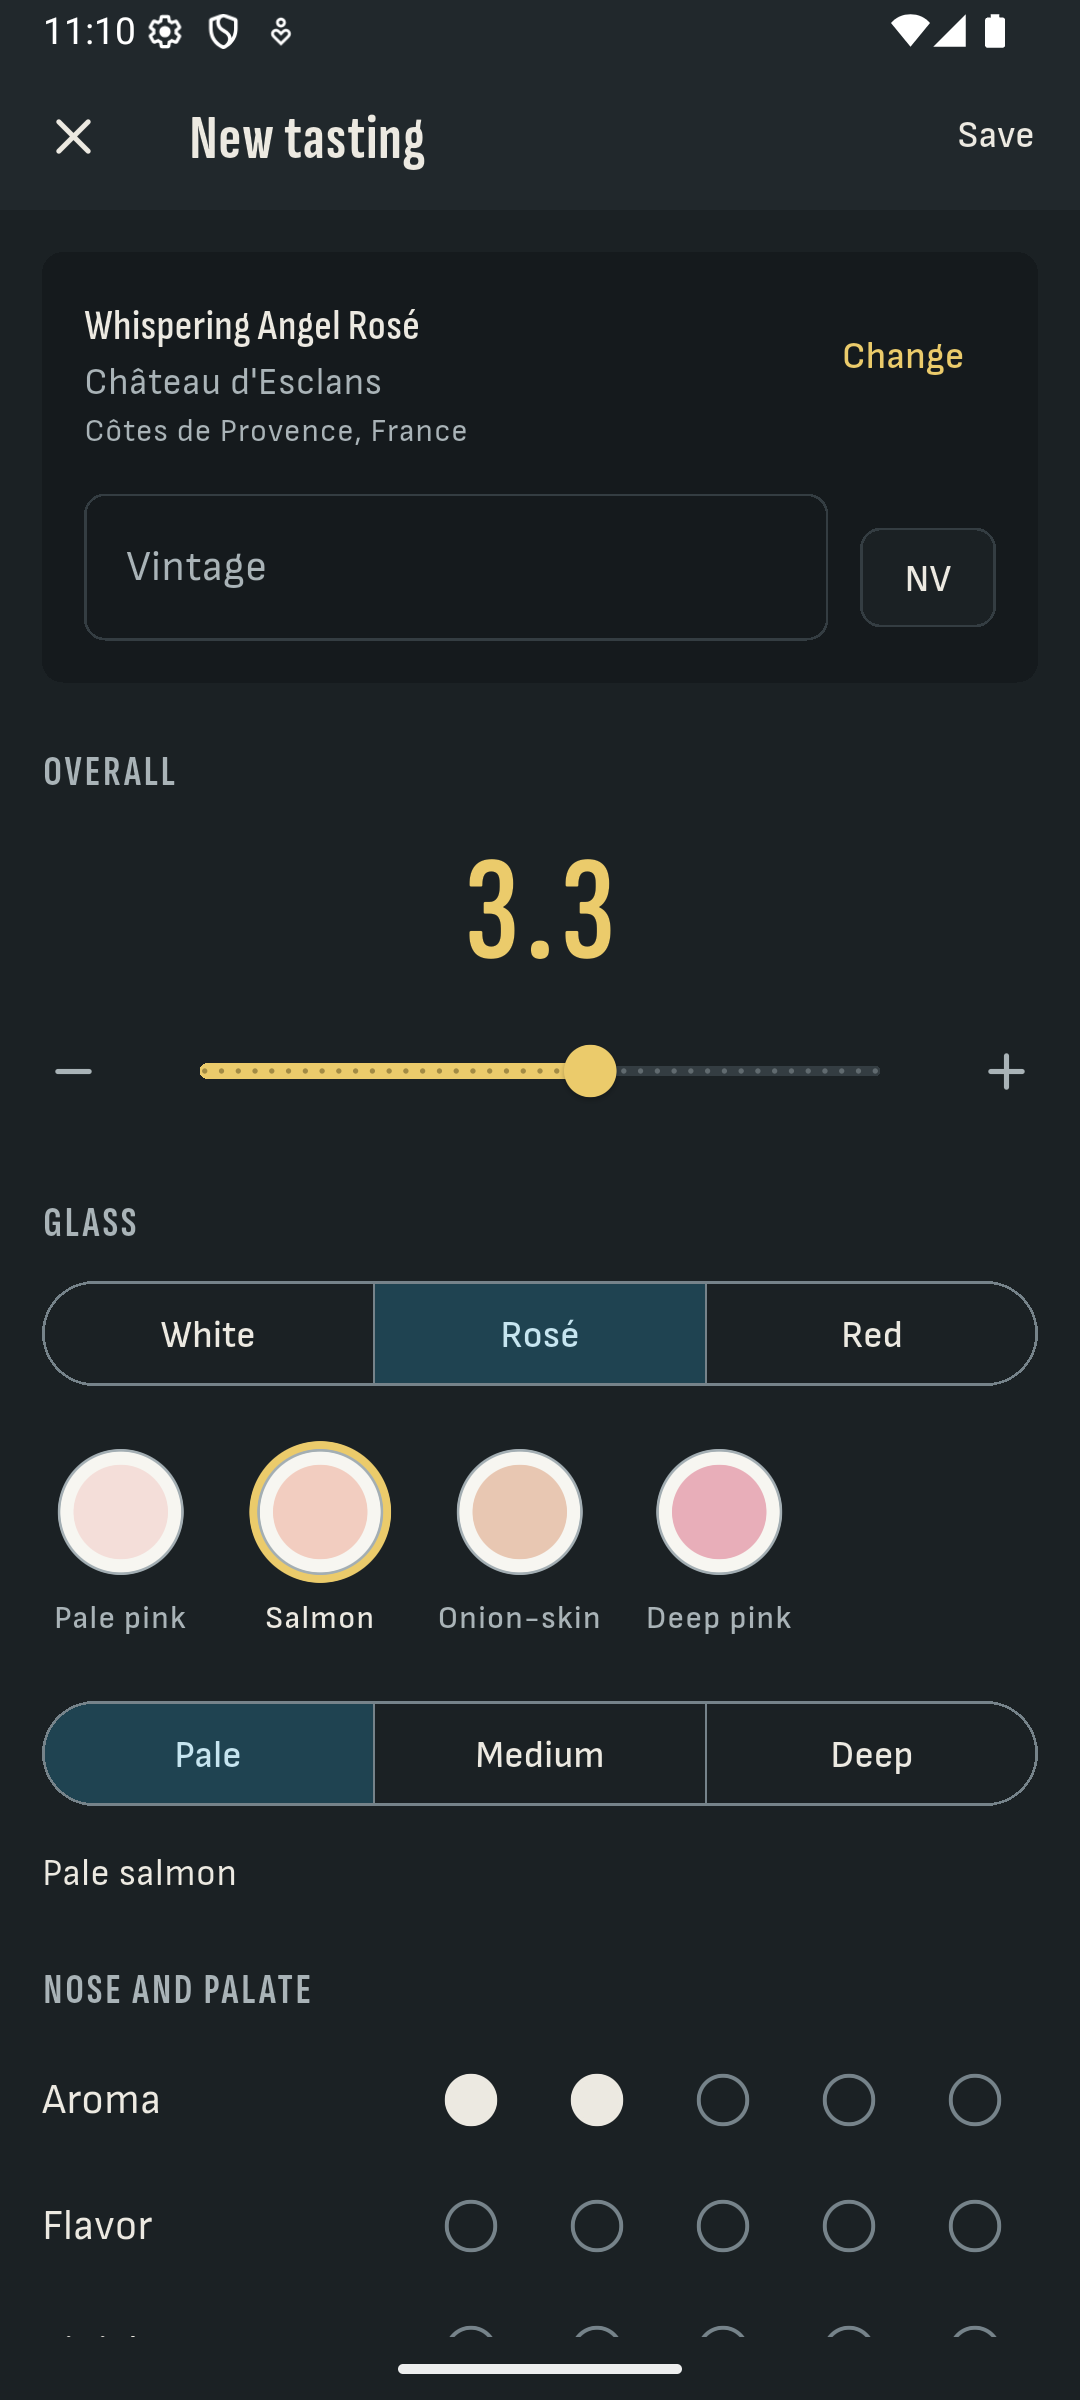 11:10
New tasting
Save
Whispering Angel Rosé
Château d'Esclans
Côtes de Provence, France
Change
Vintage
NV
OVERALL
3.3
GLASS
White
Rosé
Red
Pale pink
Salmon
Onion-skin
Deep pink
Pale
Medium
Deep
Pale salmon
NOSE AND PALATE
Aroma
Flavor